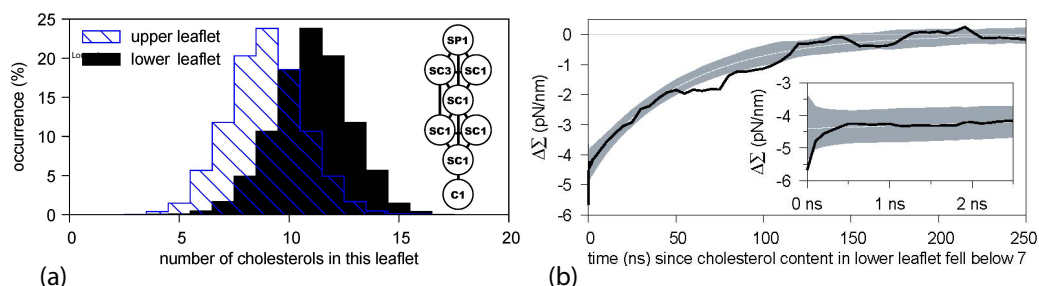 25
20
15
10
5
0
occurrence (%)
upper leaflet
lower leaflet
SP1
SC3 SC1
SC1
SC1 SC1
SC1
C1
0 5 10 15 20
number of cholesterols in this leaflet
(a)
0
-1
-2
-3
-4
-5
-6
ΔΣ (pN/nm)
-3
-4
-5
-6
ΔΣ (pN/nm)
0 ns 1 ns 2 ns
0 50 100 150 200 250
time (ns) since cholesterol content in lower leaflet fell below 7
(b)